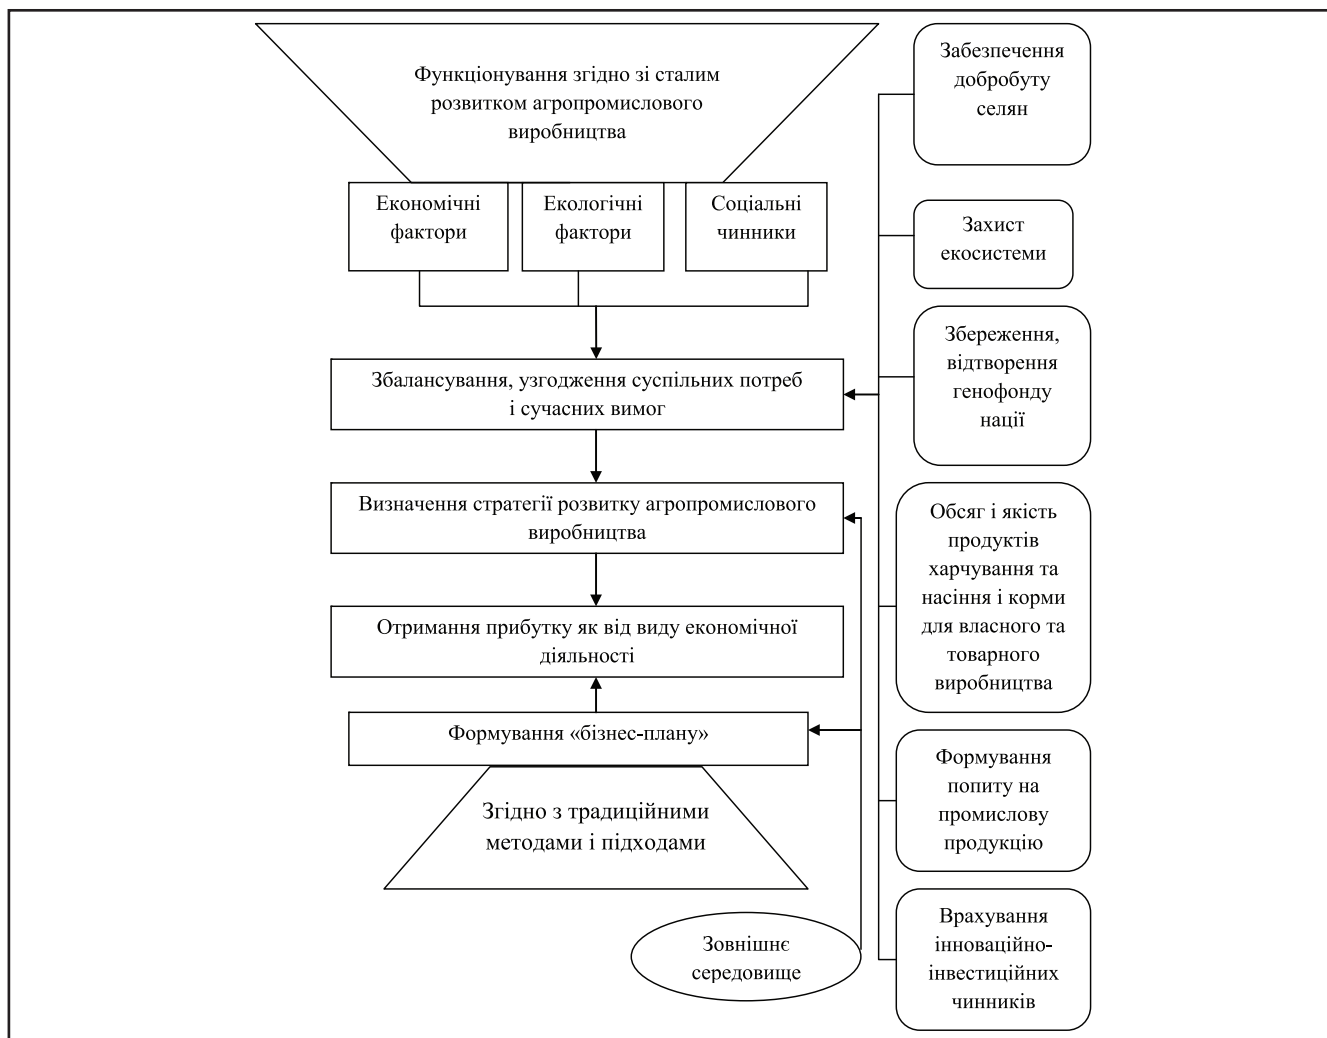 Функціонування згідно зі сталим
розвитком агропромислового
виробництва
Економічні
фактори
Екологічні
фактори
Соціальні
чинники
Збалансування, узгодження суспільних потреб
і сучасних вимог
Визначення стратегії розвитку агропромислового
виробництва
Отримання прибутку як від виду економічної
діяльності
Формування «бізнес-плану»
Згідно з традиційними
методами і підходами
Зовнішнє
середовище
Забезпечення
добробуту
селян
Захист
екосистеми
Збереження,
відтворення
генофонду
нації
Обсяг і якість
продуктів
харчування та
насіння і корми
для власного та
товарного
виробництва
Формування
попиту на
промислову
продукцію
Врахування
інноваційно-
інвестиційних
чинників